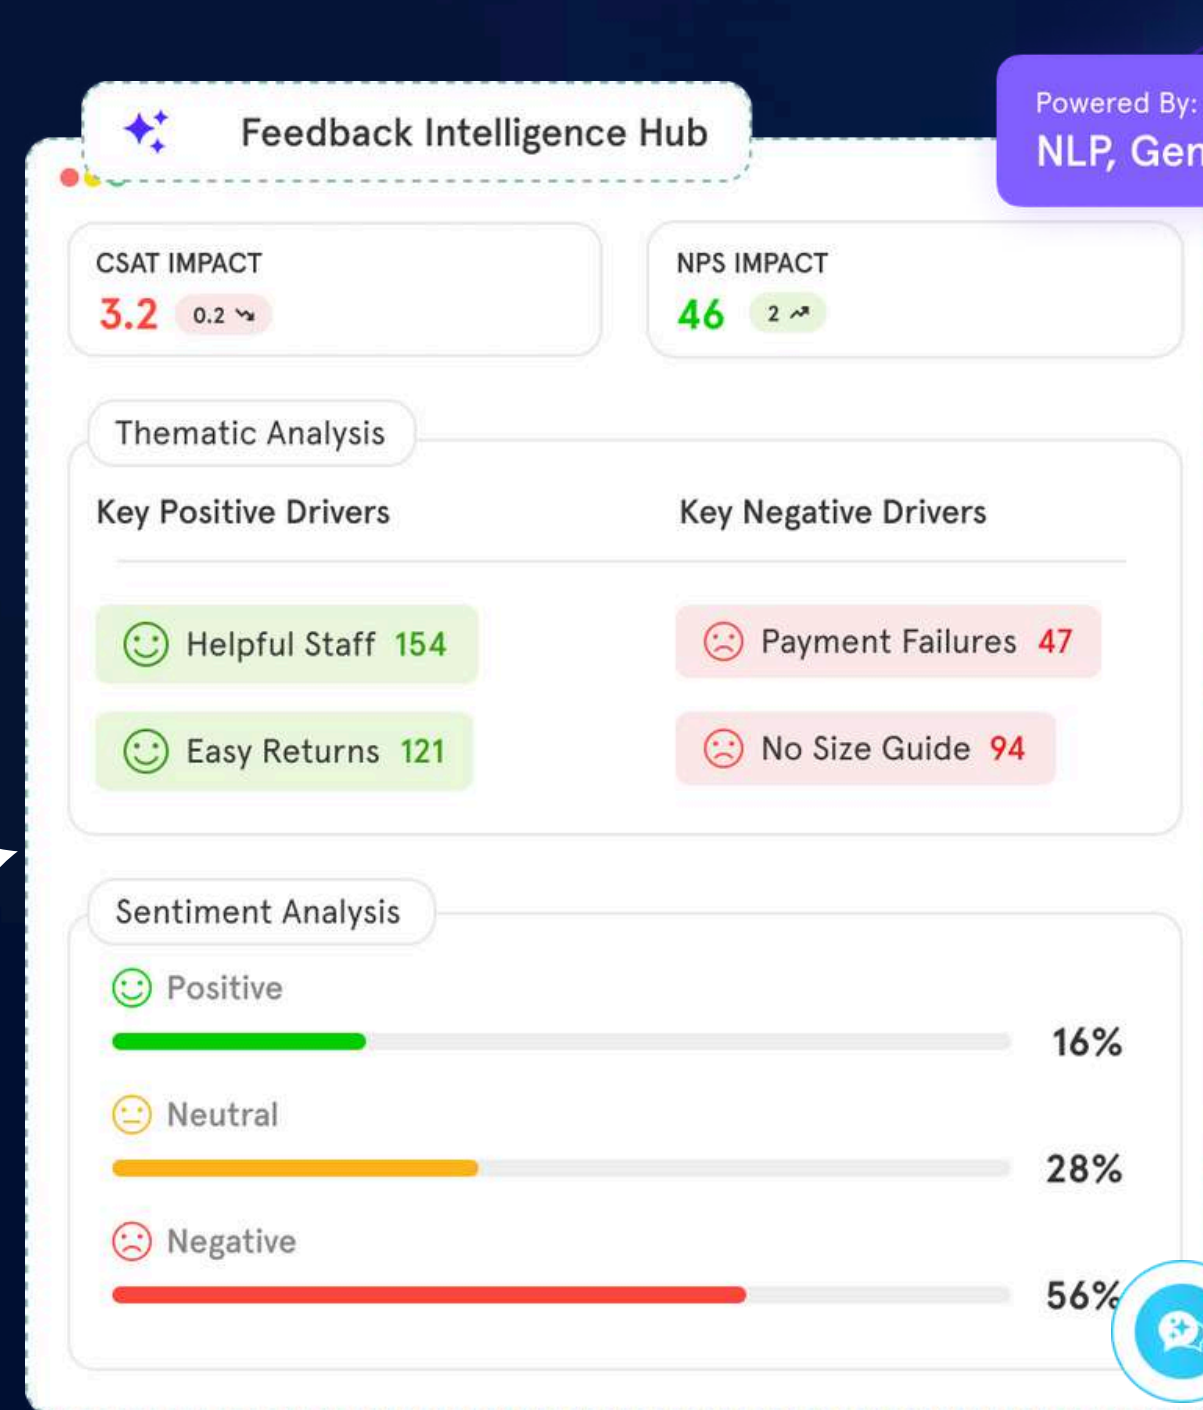 Feedback Intelligence Hub
Powered By:
NLP, Gen
CSAT IMPACT
3.2 0.2
NPS IMPACT
46 2
Thematic Analysis
Key Positive Drivers
Key Negative Drivers
Helpful Staff 154
Payment Failures 47
Easy Returns 121
No Size Guide 94
Sentiment Analysis
Positive
16%
Neutral
28%
Negative
56%